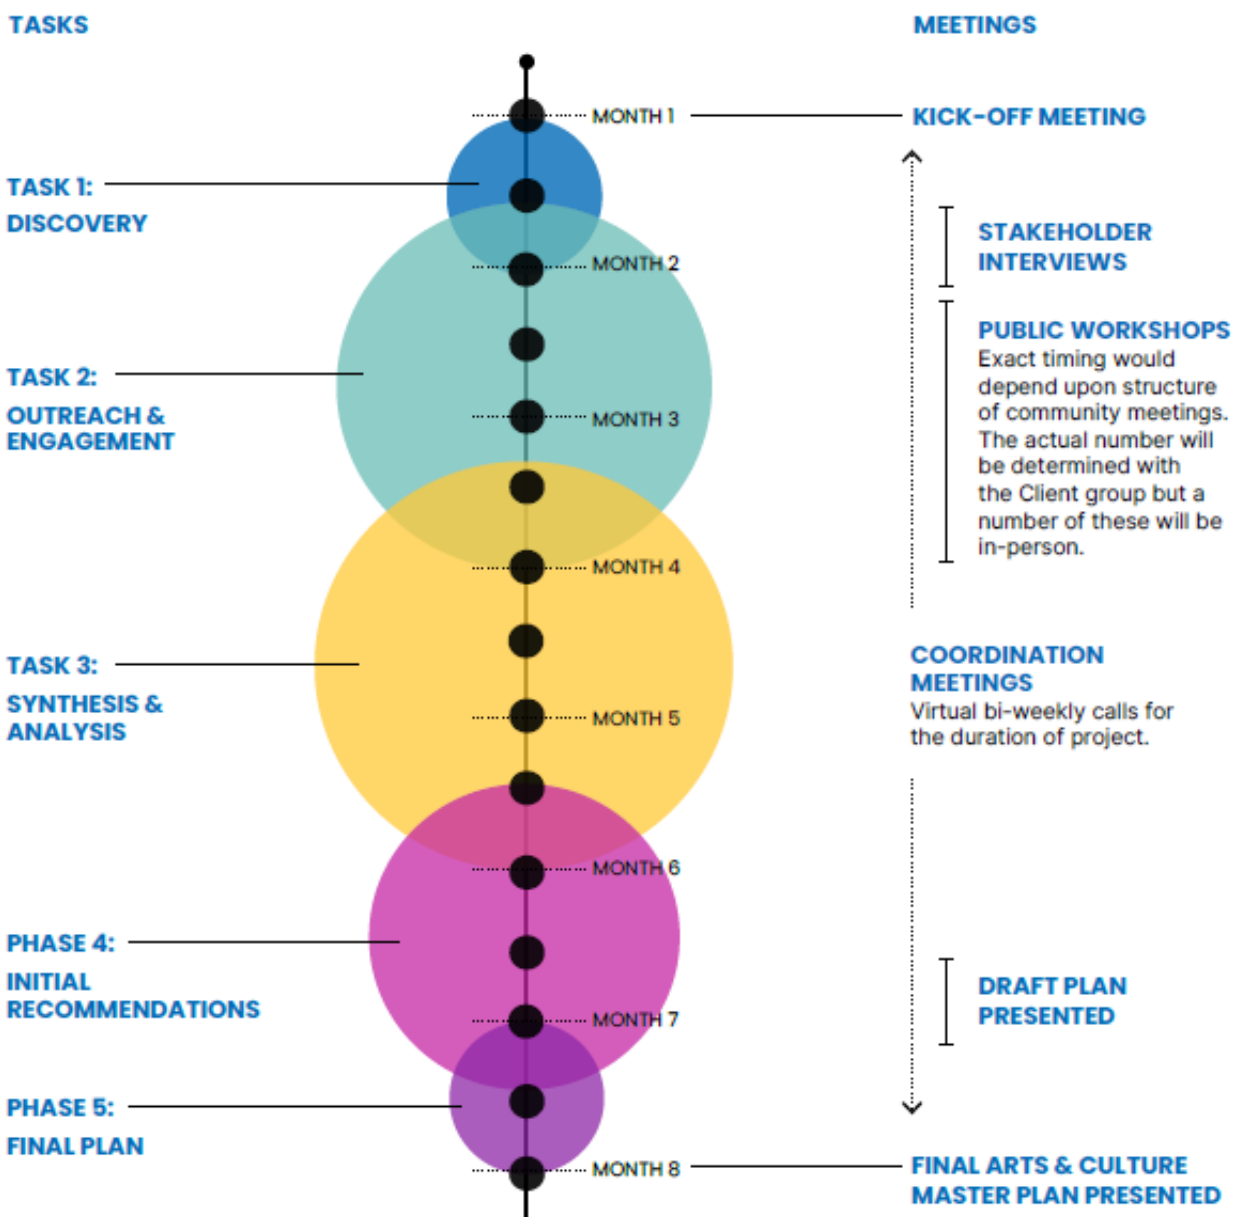 TASKS
MEETINGS
MONTH 1
KICK-OFF MEETING
TASK 1:
DISCOVERY
STAKEHOLDER
INTERVIEWS
MONTH 2
PUBLIC WORKSHOPS
Exact timing would
depend upon structure
of community meetings.
The actual number will
be determined with
the Client group but a
number of these will be
in-person.
TASK 2:
OUTREACH &
ENGAGEMENT
MONTH 3
MONTH 4
TASK 3:
SYNTHESIS &
ANALYSIS
COORDINATION
MEETINGS
Virtual bi-weekly calls for
the duration of project.
MONTH 5
MONTH 6
PHASE 4:
INITIAL
RECOMMENDATIONS
DRAFT PLAN
PRESENTED
MONTH 7
PHASE 5:
FINAL PLAN
MONTH 8
FINAL ARTS & CULTURE
MASTER PLAN PRESENTED